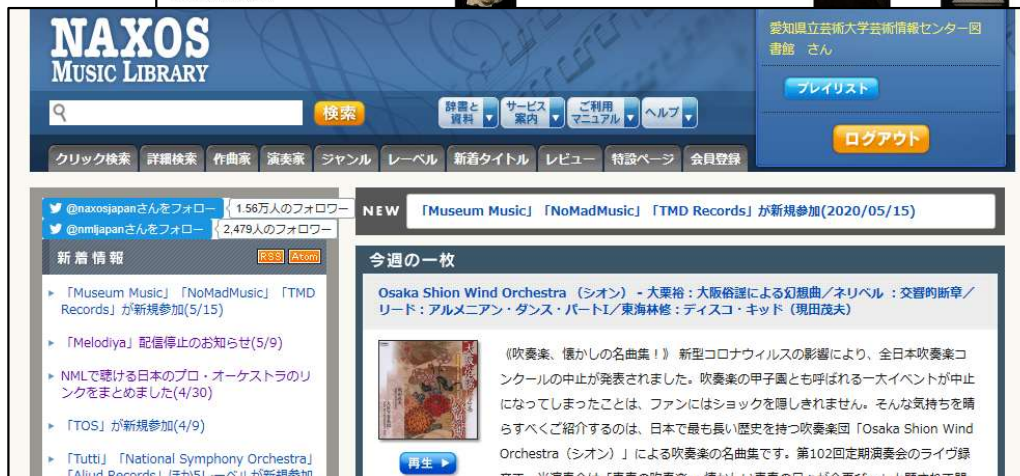 NAXOS
MUSIC LIBRARY
愛知県立芸術大学芸術情報センター図
書館 さん
プレイリスト
ログアウト
検索
辞書と
資料
サービス
案内
ご利用
マニュアル
ヘルプ
クリック検索 詳細検索 作曲家 演奏家 ジャンル レーベル 新着タイトル レビュー 特設ページ 会員登録
@naxosjapanさんをフォロー 1.56万人のフォロワー
@nmljapanさんをフォロー 2,479人のフォロワー
新着情報 RSS Atom
「Museum Music」「NoMadMusic」「TMD
Records」が新規参加(5/15)
「Melodiya」配信停止のお知らせ(5/9)
NMLで聴ける日本のプロ・オーケストラのリ
ンクをまとめました(4/30)
「TOS」が新規参加(4/9)
「Tutti」「National Symphony Orchestra」
「Aliud Records」ほか5レーベルが新規参加
NEW 「Museum Music」「NoMadMusic」「TMD Records」が新規参加(2020/05/15)
今週の一枚
Osaka Shion Wind Orchestra (シオン) - 大栗裕：大阪俗謡による幻想曲／ネリベル ：交響的断章／
リード：アルメニアン・ダンス・パートI／東海林修：ディスコ・キッド（現田茂夫）
《吹奏楽、懐かしの名曲集！》 新型コロナウィルスの影響により、全日本吹奏楽コ
ンクールの中止が発表されました。吹奏楽の甲子園とも呼ばれる一大イベントが中止
になってしまったことは、ファンにはショックを隠しきれません。そんな気持ちを晴
らすべくご紹介するのは、日本で最も長い歴史を持つ吹奏楽団「Osaka Shion Wind
Orchestra（シオン）」による吹奏楽の名曲集です。第102回定期演奏会のライヴ録
再生